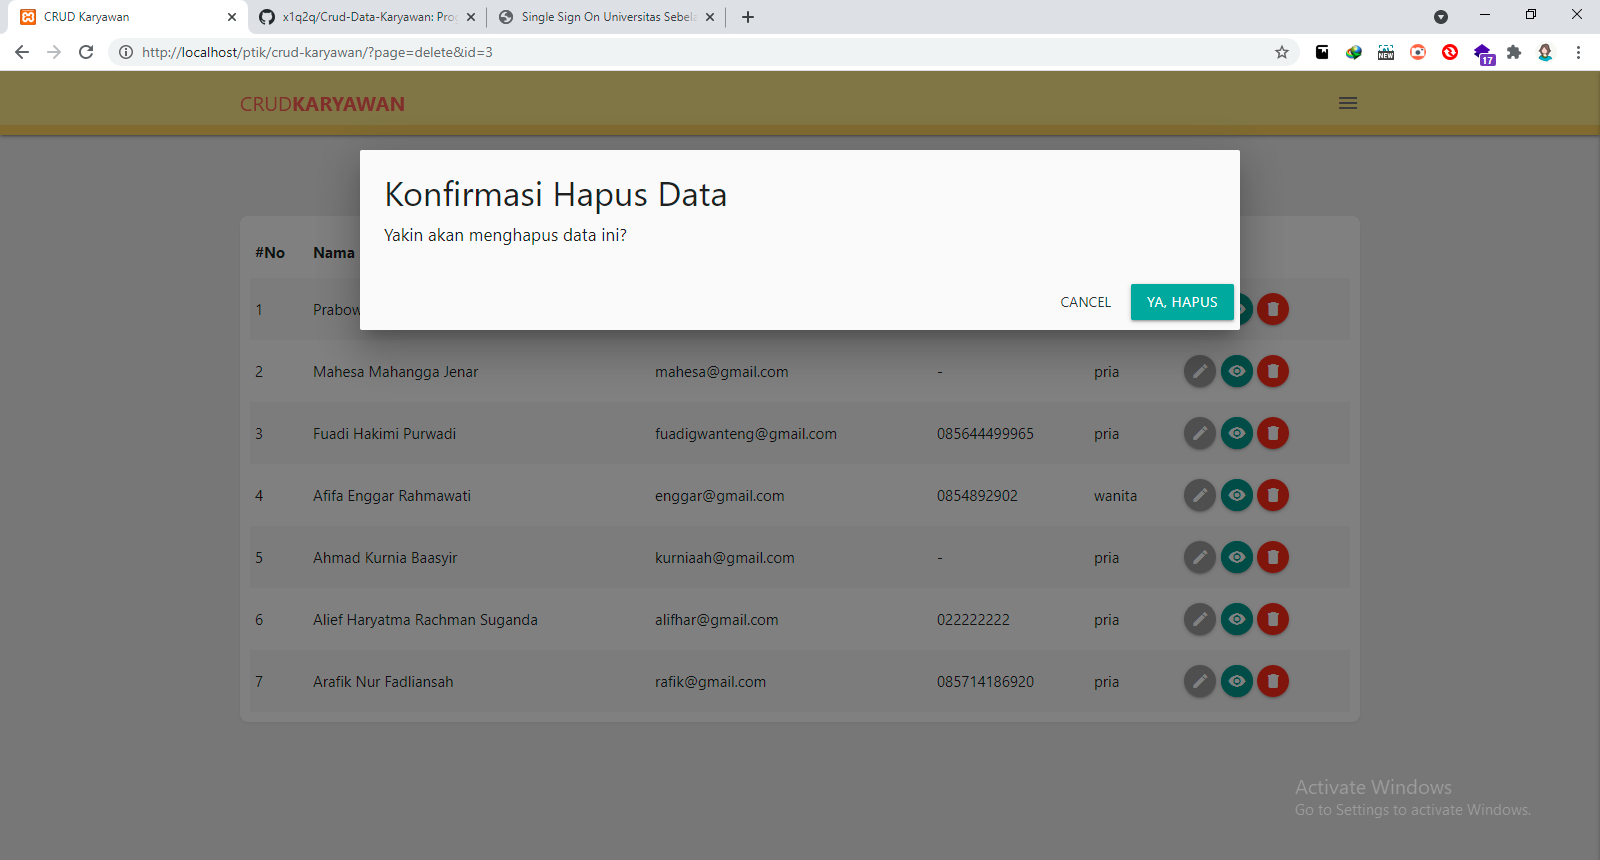 CRUD Karyawan
x1q2q/Crud-Data-Karyawan: Pro
Single Sign On Universitas Sebel
http://localhost/ptik/crud-karyawan/?page=delete&id=3
NEW
17
CRUDKARYAWAN
Konfirmasi Hapus Data
Yakin akan menghapus data ini?
CANCEL YA, HAPUS
#No Nama
1 Prabow
2 Mahesa Mahangga Jenar mahesa@gmail.com - pria
3 Fuadi Hakimi Purwadi fuadigwanteng@gmail.com 085644499965 pria
4 Afifa Enggar Rahmawati enggar@gmail.com 0854892902 wanita
5 Ahmad Kurnia Baasyir kurniaah@gmail.com - pria
6 Alief Haryatma Rachman Suganda alifhar@gmail.com 022222222 pria
7 Arafik Nur Fadliansah rafik@gmail.com 085714186920 pria
Activate Windows
Go to Settings to activate Windows.